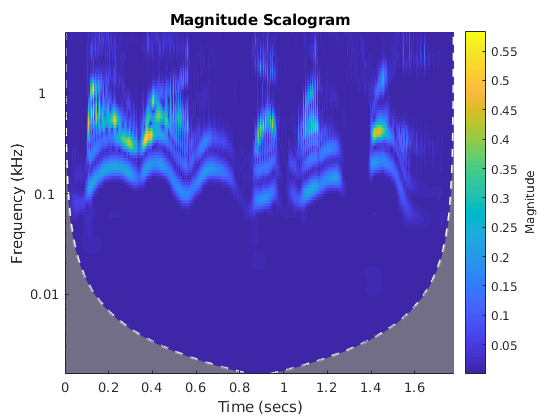 Magnitude Scalogram
Frequency (kHz)
1
0.1
0.01
0 0.2 0.4 0.6 0.8 1 1.2 1.4 1.6
Time (secs)
0.55
0.5
0.45
0.4
0.35
0.3
0.25
0.2
0.15
0.1
0.05
Magnitude